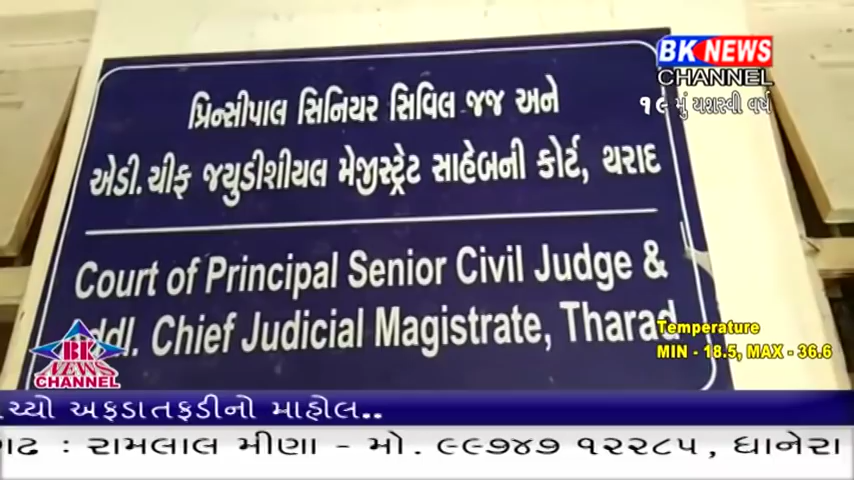 BK NEWS
CHANNEL
૧૯ મું યશસ્વી વર્ષ
પ્રિન્સીપાલ સિનિયર સિવિલ જજ અને
એડી. ચીફ જ્યુડીશીયલ મેજીસ્ટ્રેટ સાહેબની કોર્ટ, થરાદ
Court of Principal Senior Civil Judge &
ddl. Chief Judicial Magistrate, Tharad
Temperature
MIN - 18.5, MAX - 36.6
BK
NEWS
CHANNEL
અફડાતફડીનો માહોલ..
: રામલાલ મીણા - મો. ૯૯૭૪૭ ૧૨૨૮૫, ધાનેરા